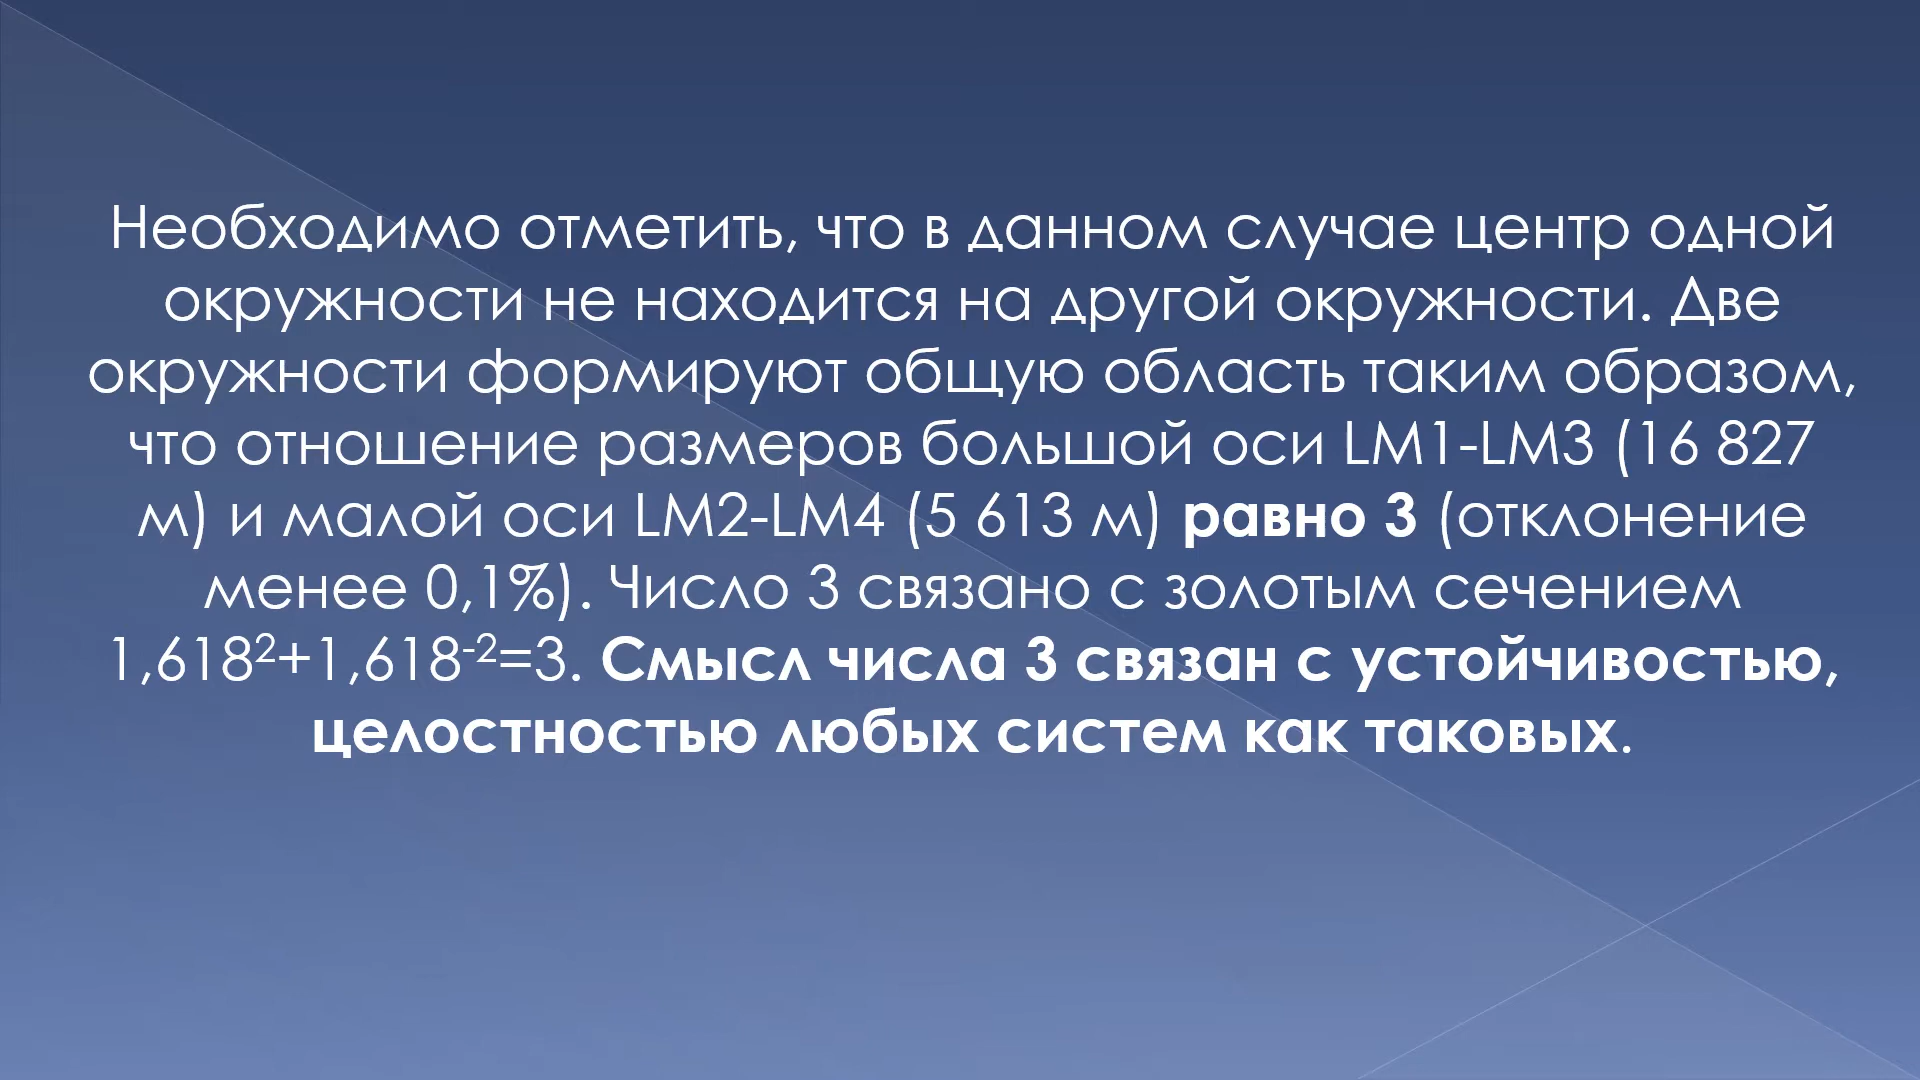 Необходимо отметить, что в данном случае центр одной
окружности не находится на другой окружности. Две
окружности формируют общую область таким образом,
что отношение размеров большой оси LM1-LM3 (16 827
м) и малой оси LM2-LM4 (5 613 м) равно 3 (отклонение
менее 0,1%). Число 3 связано с золотым сечением
1,618²+1,618⁻²=3. Смысл числа 3 связан с устойчивостью,
целостностью любых систем как таковых.